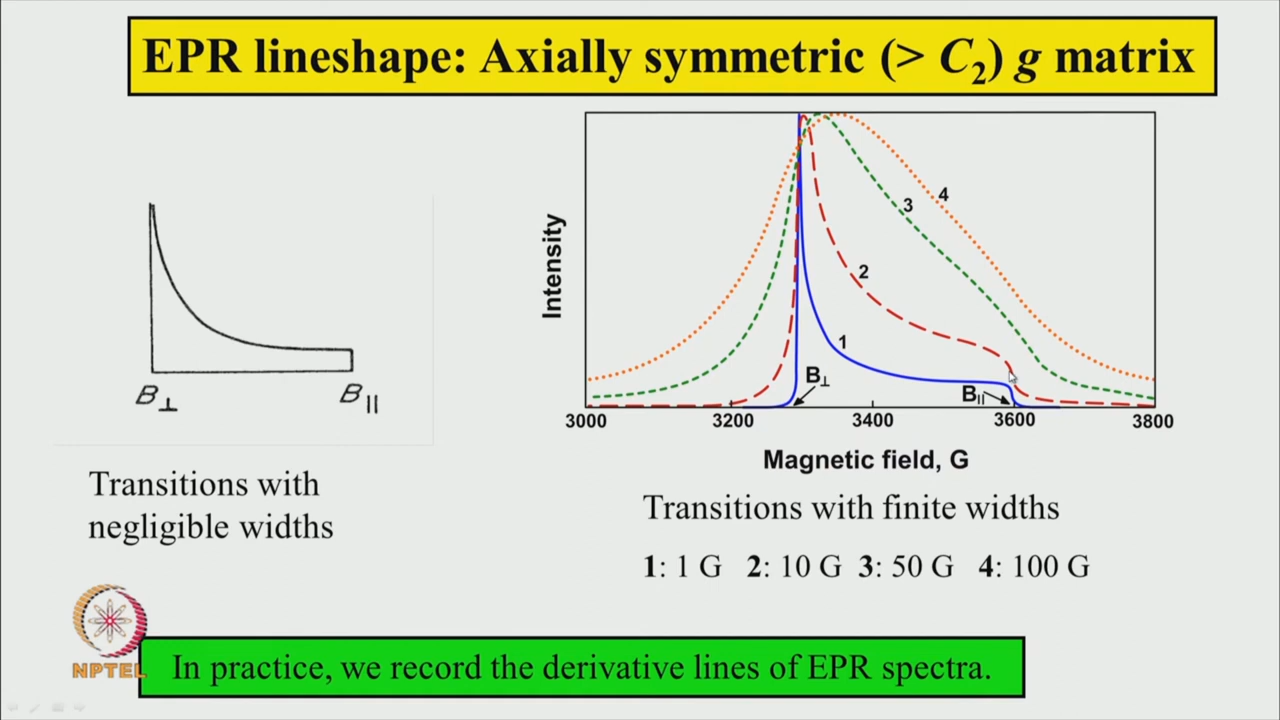 EPR lineshape: Axially symmetric (> C₂) g matrix
B⊥
B||
Transitions with
negligible widths
Intensity
1
2
3
4
B⊥
B||
3000
3200
3400
3600
3800
Magnetic field, G
Transitions with finite widths
1: 1 G 2: 10 G 3: 50 G 4: 100 G
NPTEL
In practice, we record the derivative lines of EPR spectra.